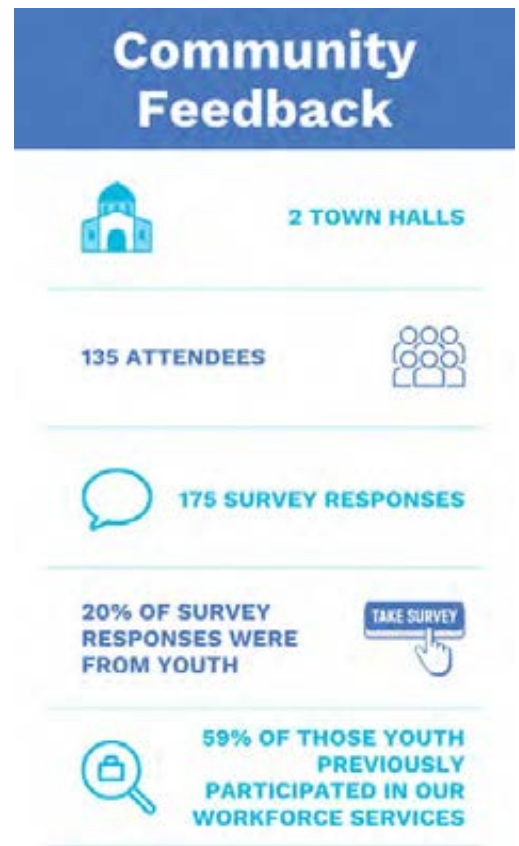 Community
Feedback
2 TOWN HALLS
135 ATTENDEES
175 SURVEY RESPONSES
20% OF SURVEY
RESPONSES WERE
FROM YOUTH
TAKE SURVEY
59% OF THOSE YOUTH
PREVIOUSLY
PARTICIPATED IN OUR
WORKFORCE SERVICES